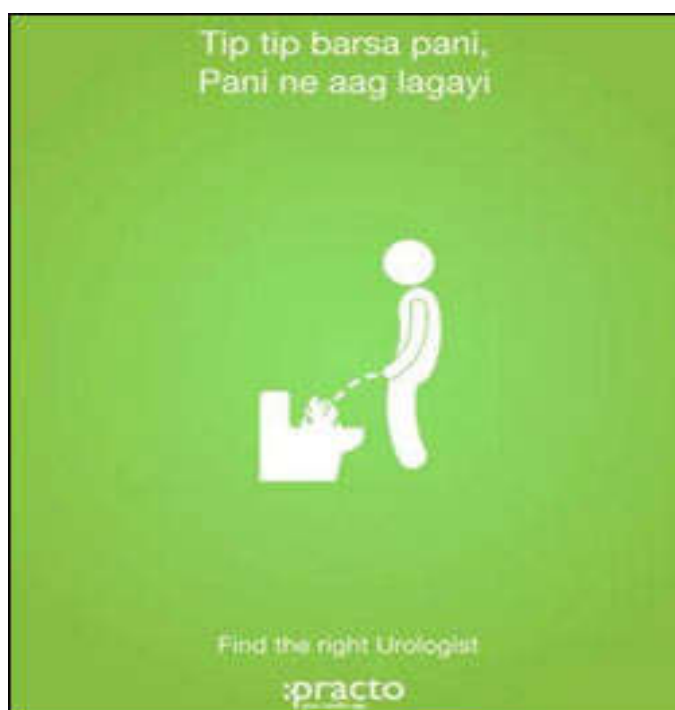 Tip tip barsa pani,
Pani ne aag lagayi
Find the right Urologist
:practo